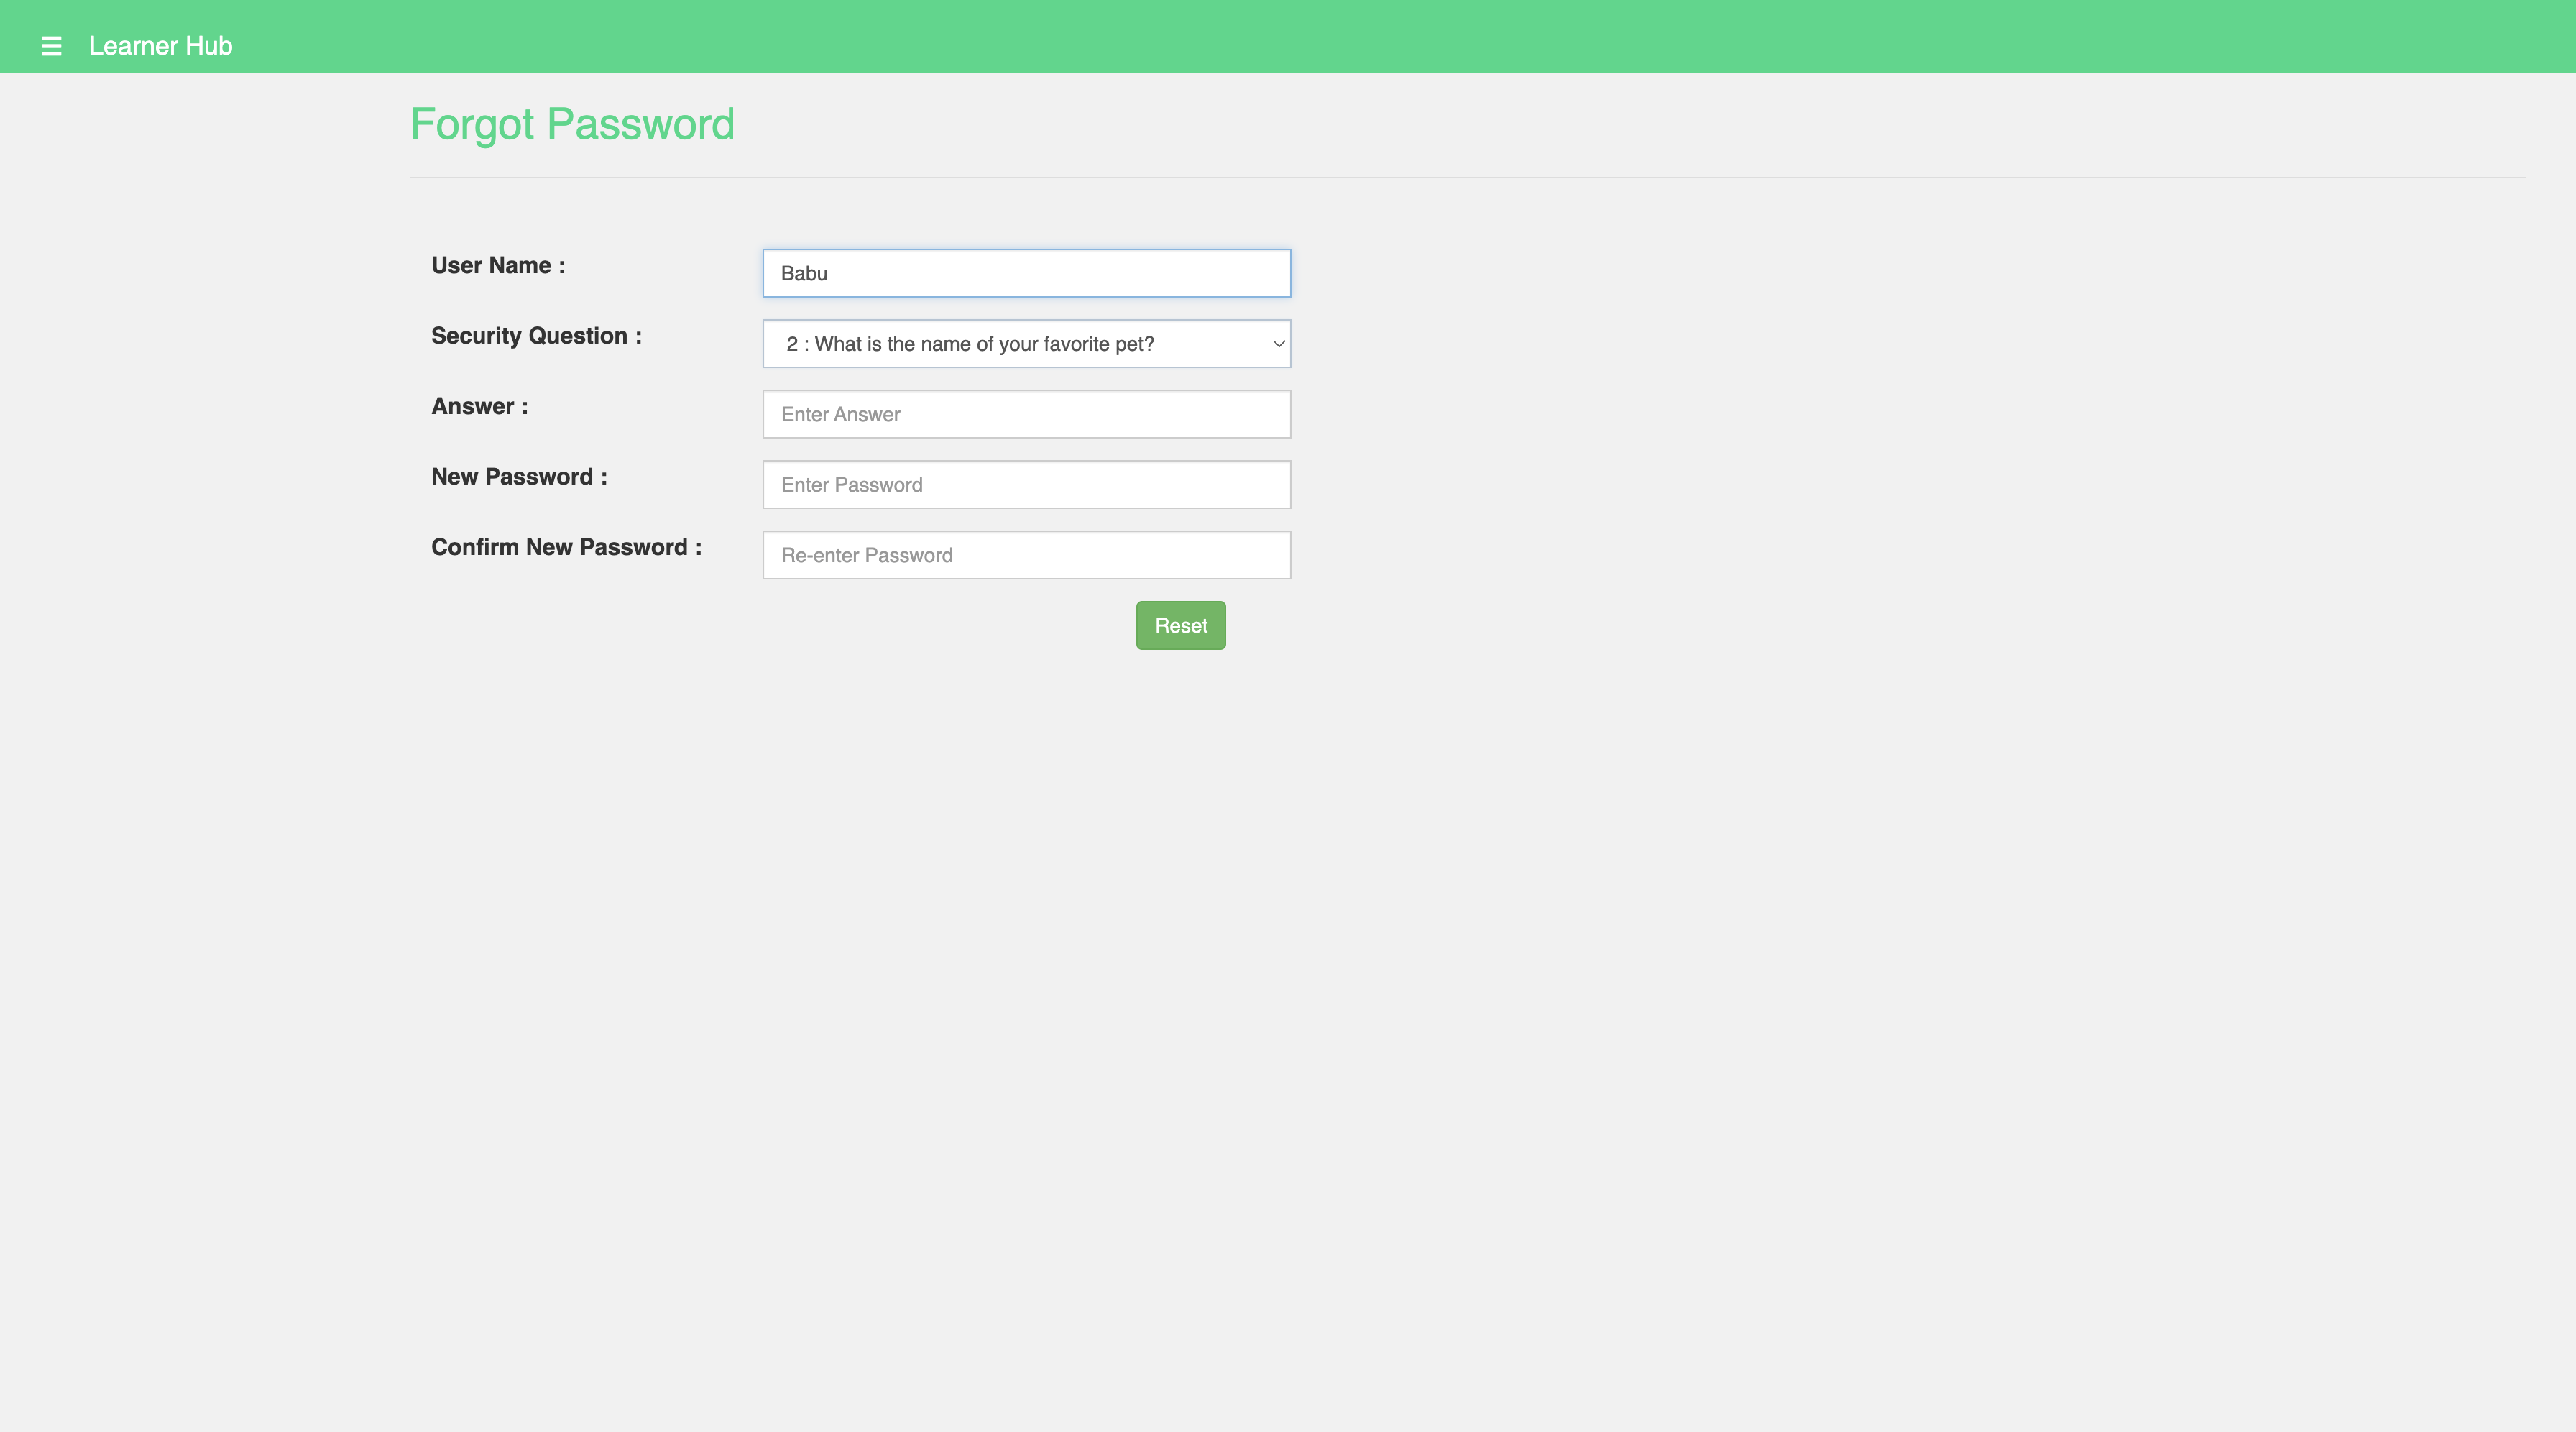 Learner Hub
Forgot Password
User Name :
Babu
Security Question :
2 : What is the name of your favorite pet?
Answer :
Enter Answer
New Password :
Enter Password
Confirm New Password :
Re-enter Password
Reset